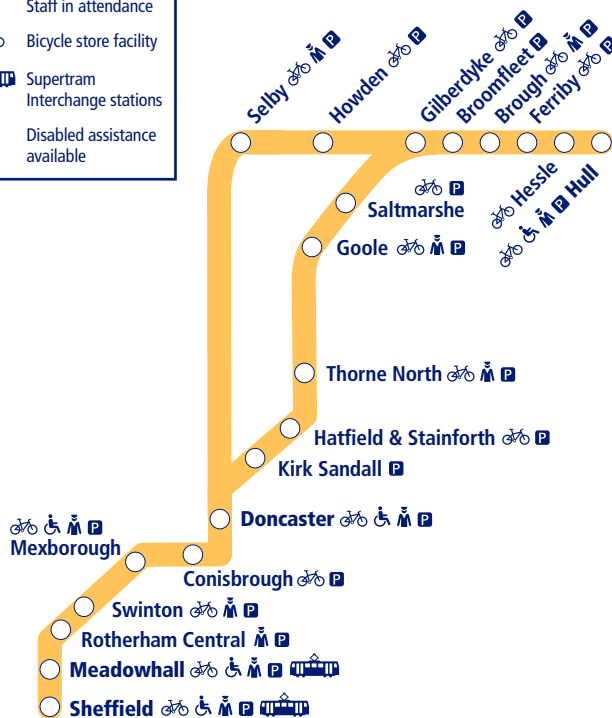 Staff in attendance
Bicycle store facility
Supertram
Interchange stations
Disabled assistance
available
Selby P
Howden P
Gilberdyke P
Broomfleet P
Brough P
Ferriby P
Hessle
P Hull
P
Saltmarshe
Goole P
Thorne North P
Hatfield & Stainforth P
Kirk Sandall P
Doncaster P
P
Mexborough
Conisbrough P
Swinton P
Rotherham Central P
Meadowhall P
Sheffield P